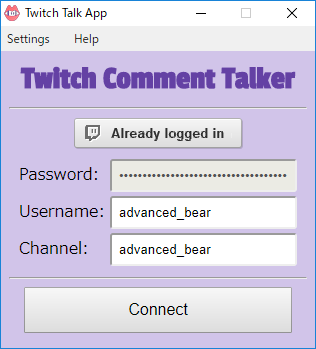 Twitch Talk App
Settings Help
Twitch Comment Talker
Already logged in
Password: ••••••••••••••••••••••••••••••••••••
Username: advanced_bear
Channel: advanced_bear
Connect